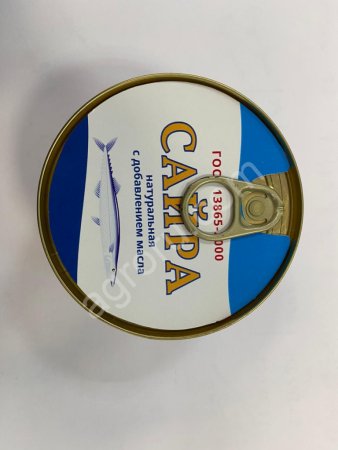 ГОСТ 13865-2000
САЙРА
натуральная
с добавлением масла